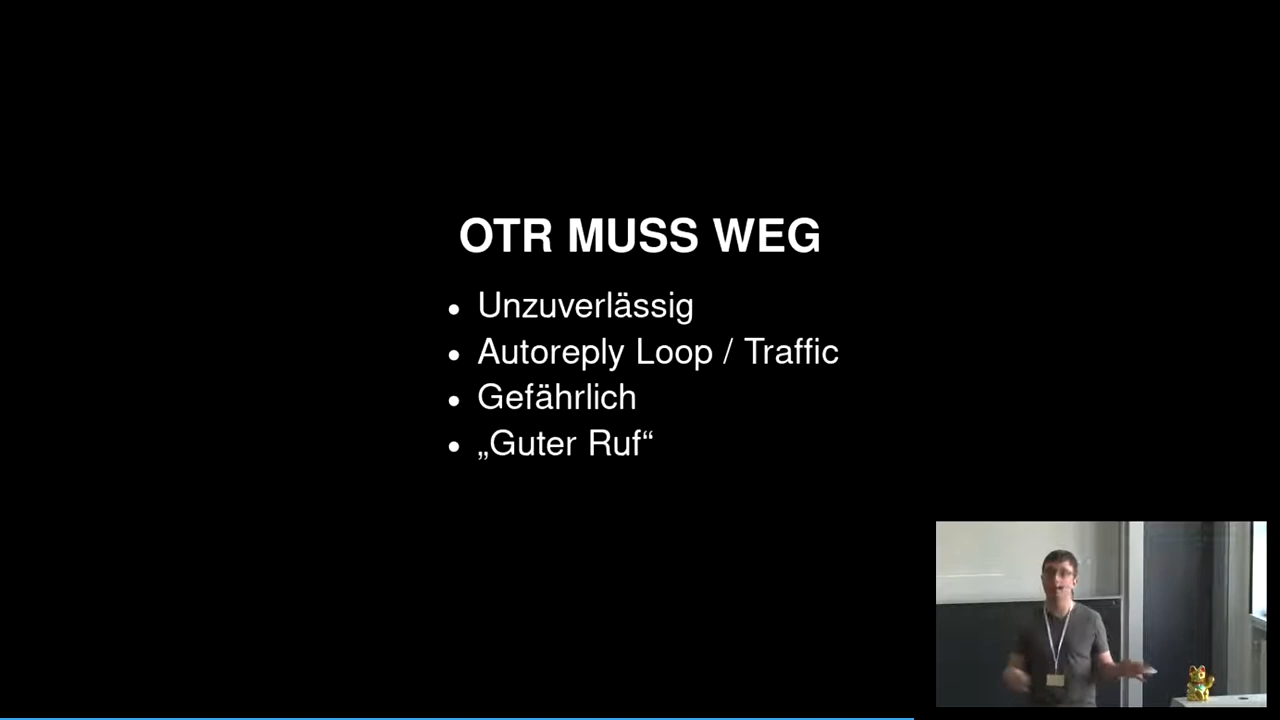 OTR MUSS WEG
• Unzuverlässig
• Autoreply Loop / Traffic
• Gefährlich
• „Guter Ruf“